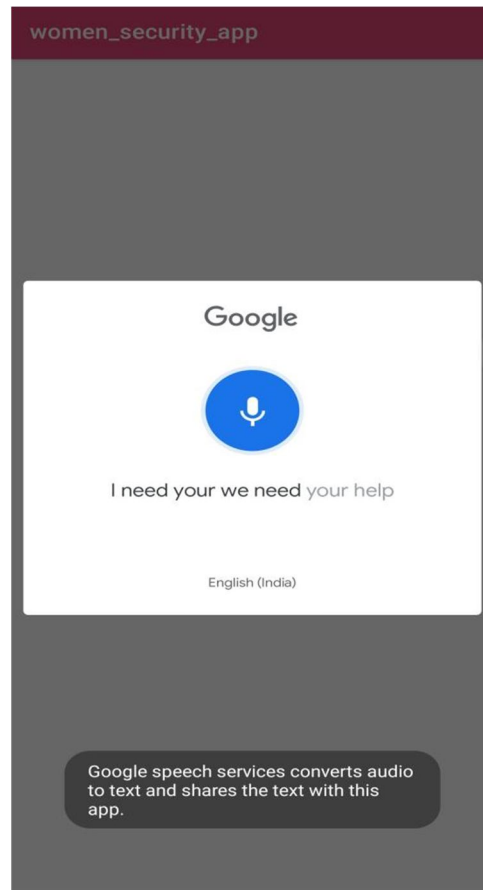 women_security_app
Google
I need your we need your help
English (India)
Google speech services converts audio
to text and shares the text with this
app.